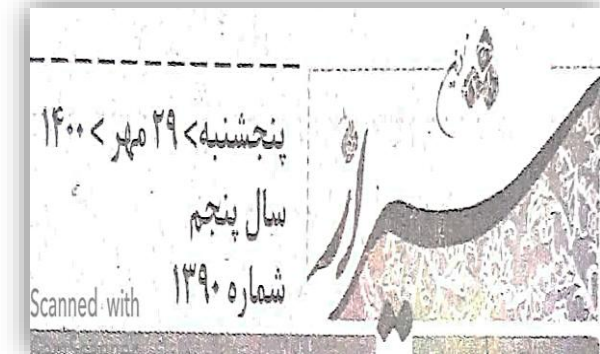 پنجشنبه> ۲۹ مهر > ۱۴۰۰
سال پنجم
شماره ۱۳۹۰
Scanned with